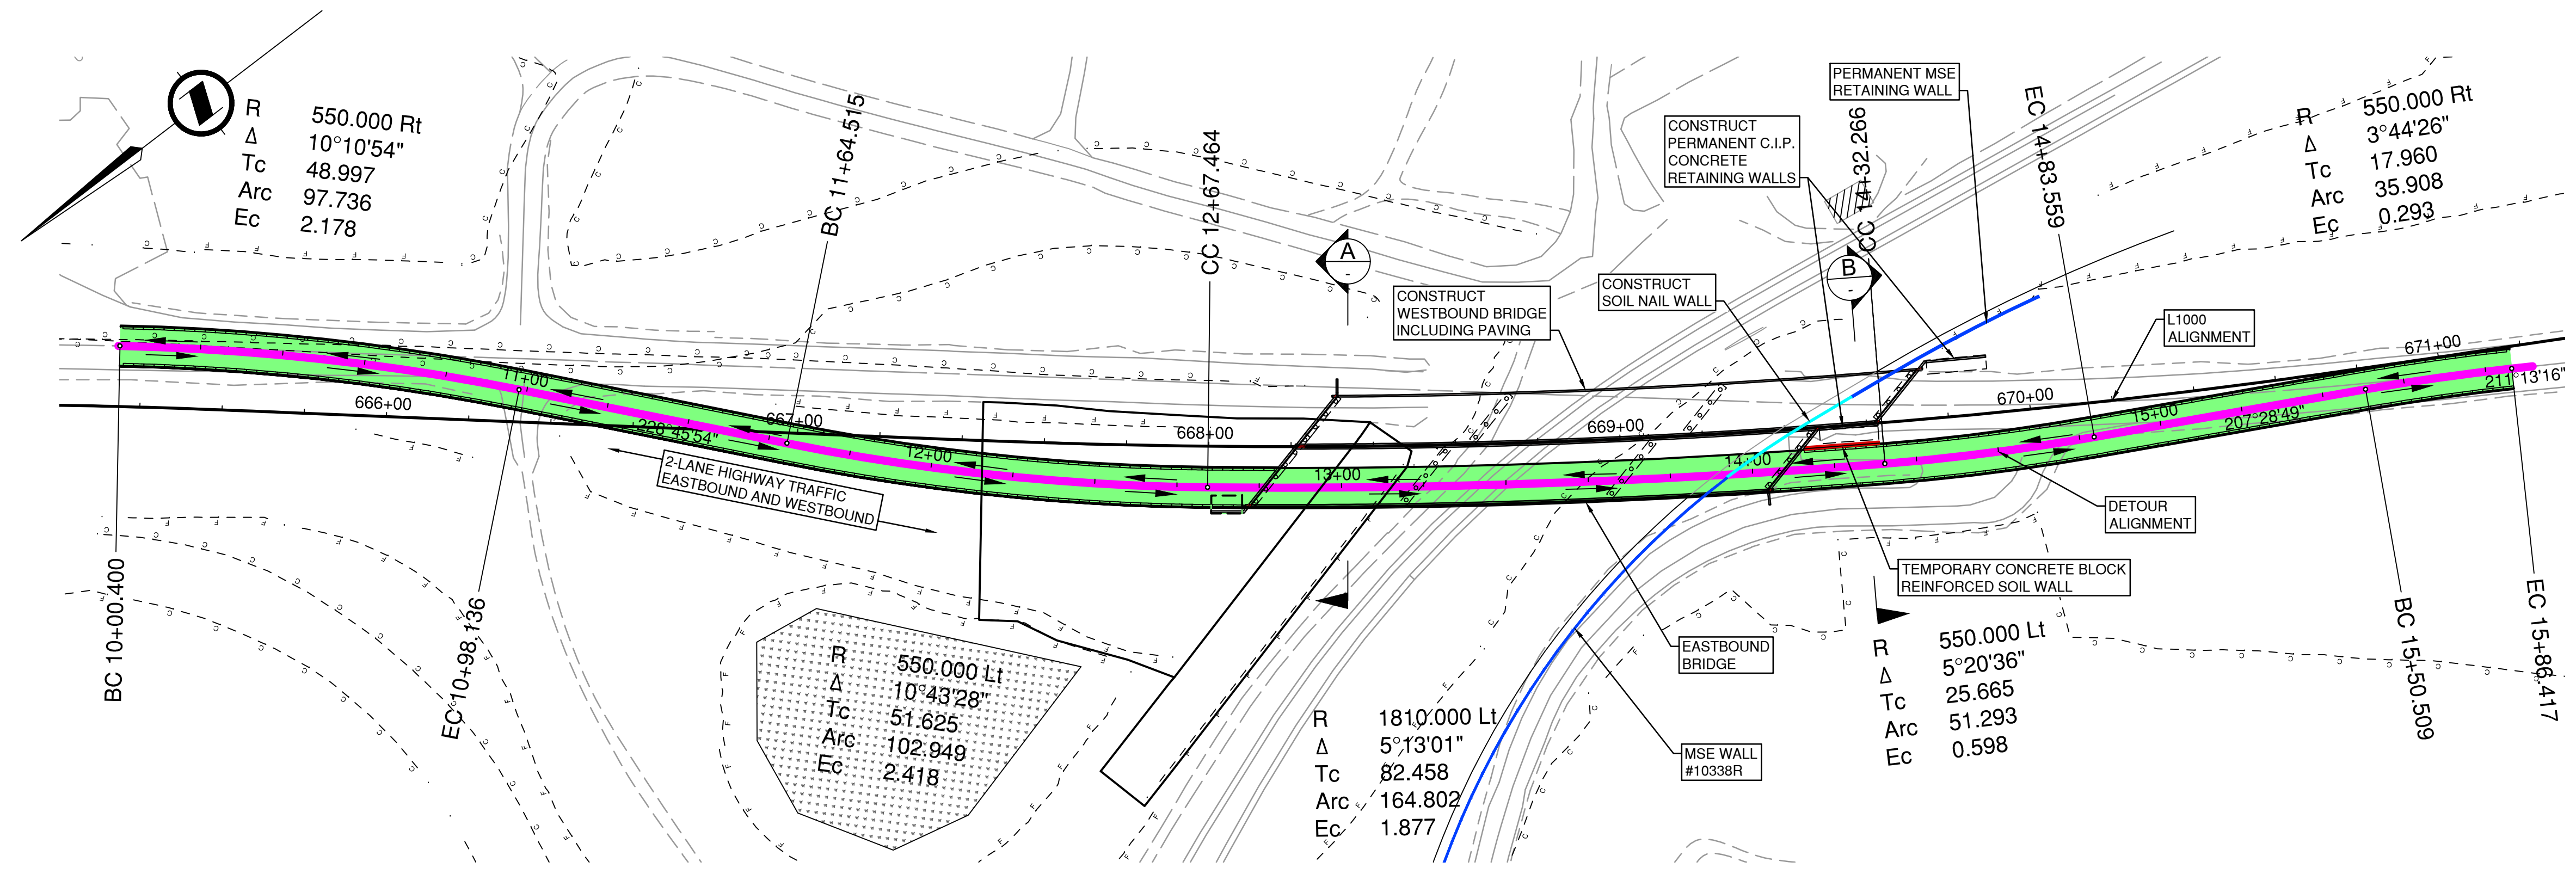 R 550.000 Rt
Δ 10°10'54"
Tc 48.997
Arc 97.736
Ec 2.178
BC 11+64.515
CC 12+67.464
A
-
CONSTRUCT
WESTBOUND BRIDGE
INCLUDING PAVING
CONSTRUCT
SOIL NAIL WALL
CONSTRUCT
PERMANENT C.I.P.
CONCRETE
RETAINING WALLS
PERMANENT MSE
RETAINING WALL
CC 14+32.266
B
-
EC 14+83.559
R 550.000 Rt
Δ 3°44'26"
Tc 17.960
Arc 35.908
Ec 0.293
L1000
ALIGNMENT
666+00
667+00
668+00
669+00
670+00
671+00
11+00
12+00
13+00
14+00
15+00
226°45'54"
207°28'49"
211°13'16"
2-LANE HIGHWAY TRAFFIC
EASTBOUND AND WESTBOUND
DETOUR
ALIGNMENT
TEMPORARY CONCRETE BLOCK
REINFORCED SOIL WALL
EASTBOUND
BRIDGE
MSE WALL
#10338R
BC 10+00.400
EC 10+98.136
R 550.000 Lt
Δ 10°43'28"
Tc 51.625
Arc 102.949
Ec 2.418
R 1810.000 Lt
Δ 5°13'01"
Tc 82.458
Arc 164.802
Ec 1.877
R 550.000 Lt
Δ 5°20'36"
Tc 25.665
Arc 51.293
Ec 0.598
BC 15+50.509
EC 15+86.417